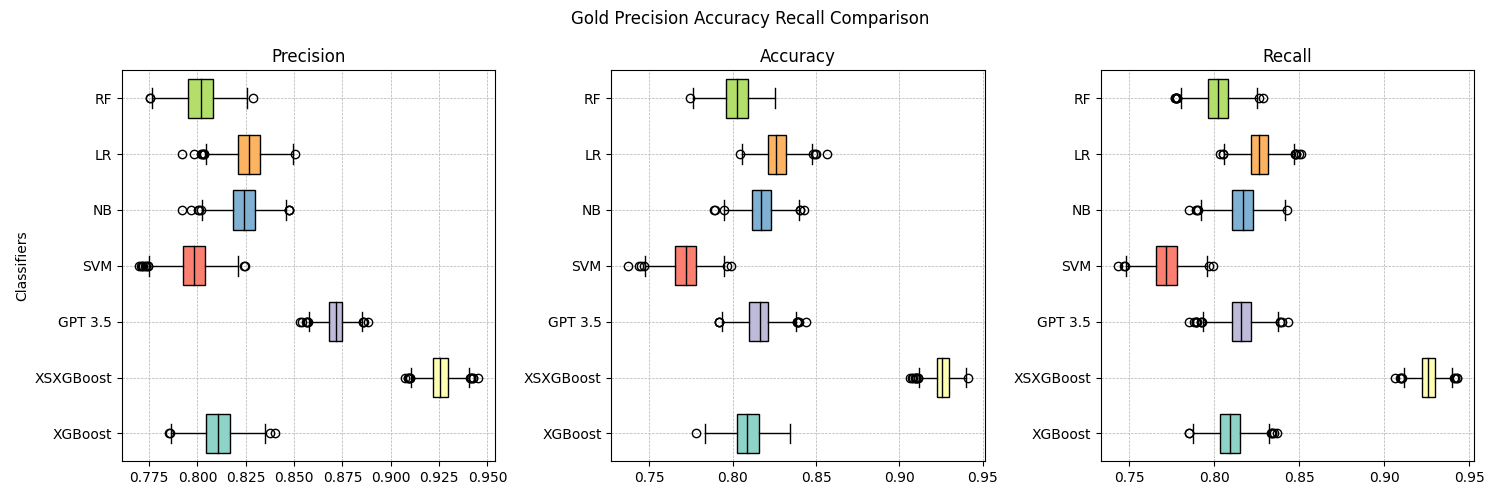 Gold Precision Accuracy Recall Comparison
Precision
Classifiers
RF
LR
NB
SVM
GPT 3.5
XSXGBoost
XGBoost
0.775 0.800 0.825 0.850 0.875 0.900 0.925 0.950
Accuracy
RF
LR
NB
SVM
GPT 3.5
XSXGBoost
XGBoost
0.75 0.80 0.85 0.90 0.95
Recall
RF
LR
NB
SVM
GPT 3.5
XSXGBoost
XGBoost
0.75 0.80 0.85 0.90 0.95